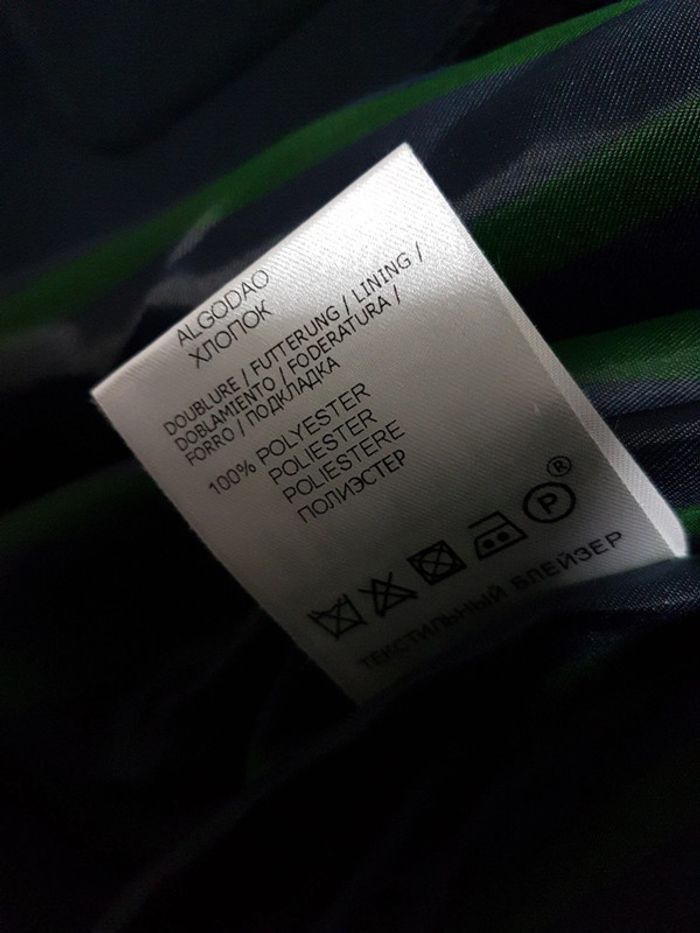 ALGODAO
ХЛОПОК
DOUBLURE / FUTTERUNG / LINING /
DOBLAMIENTO / FODERATURA /
FORRO / ПОДКЛАДКА
100% POLYESTER
POLIESTER
POLIESTERE
ПОЛИЭСТЕР
P ®
ТЕКСТИЛЬНЫЙ БЛЕЙЗЕР